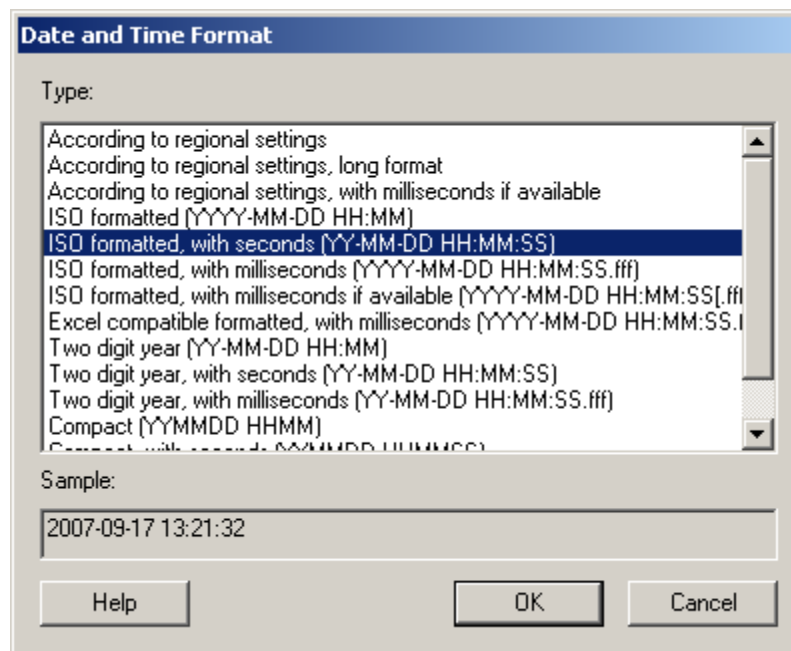 Date and Time Format
Type:
According to regional settings
According to regional settings, long format
According to regional settings, with milliseconds if available
ISO formatted (YYYY-MM-DD HH:MM)
ISO formatted, with seconds (YY-MM-DD HH:MM:SS)
ISO formatted, with milliseconds (YYYY-MM-DD HH:MM:SS.fff)
ISO formatted, with milliseconds if available (YYYY-MM-DD HH:MM:SS[.ff
Excel compatible formatted, with milliseconds (YYYY-MM-DD HH:MM:SS.
Two digit year (YY-MM-DD HH:MM)
Two digit year, with seconds (YY-MM-DD HH:MM:SS)
Two digit year, with milliseconds (YY-MM-DD HH:MM:SS.fff)
Compact (YYMMDD HHMM)
Compact, with seconds (YYMMDD HHMMSS)
Sample:
2007-09-17 13:21:32
Help
OK
Cancel